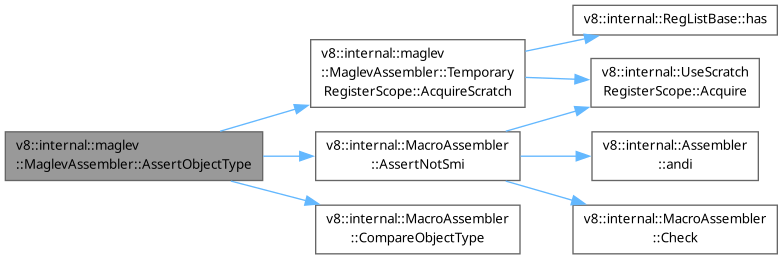 v8::internal::maglev
::MaglevAssembler::AssertObjectType
v8::internal::maglev
::MaglevAssembler::Temporary
RegisterScope::AcquireScratch
v8::internal::MacroAssembler
::AssertNotSmi
v8::internal::MacroAssembler
::CompareObjectType
v8::internal::RegListBase::has
v8::internal::UseScratch
RegisterScope::Acquire
v8::internal::Assembler
::andi
v8::internal::MacroAssembler
::Check